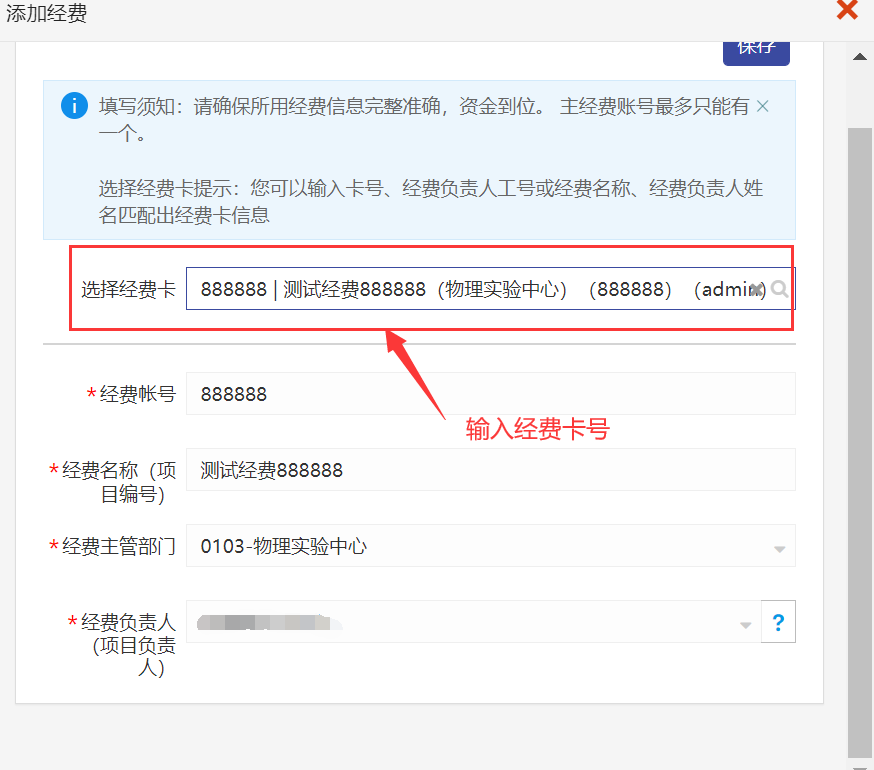 添加经费
保存
填写须知：请确保所用经费信息完整准确，资金到位。 主经费账号最多只能有
一个。
选择经费卡提示：您可以输入卡号、经费负责人工号或经费名称、经费负责人姓
名匹配出经费卡信息
选择经费卡 888888 | 测试经费888888（物理实验中心）（888888）（admin)
*经费帐号 888888
输入经费卡号
*经费名称（项 测试经费888888
目编号）
*经费主管部门 0103-物理实验中心
*经费负责人 ?
（项目负责
人）